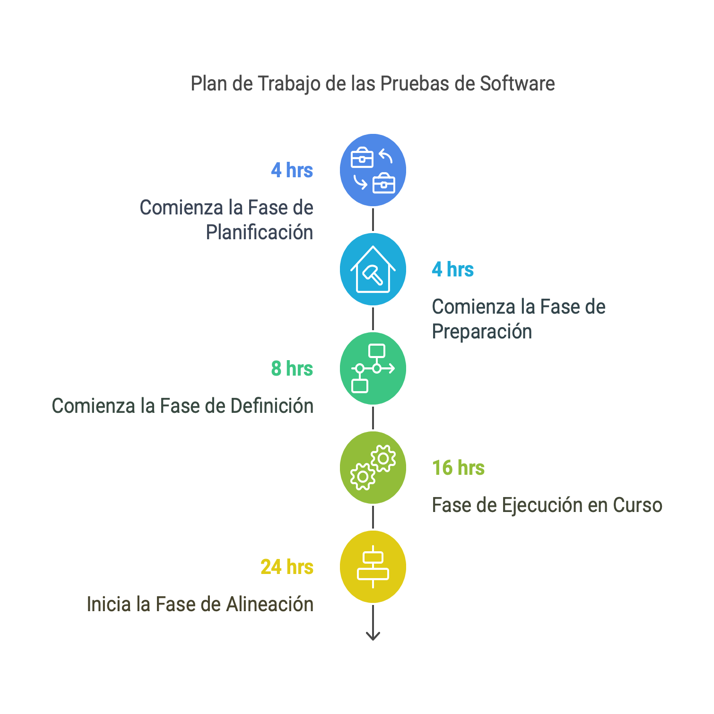 Plan de Trabajo de las Pruebas de Software
4 hrs
Comienza la Fase de
Planificación
4 hrs
Comienza la Fase de
Preparación
8 hrs
Comienza la Fase de Definición
16 hrs
Fase de Ejecución en Curso
24 hrs
Inicia la Fase de Alineación